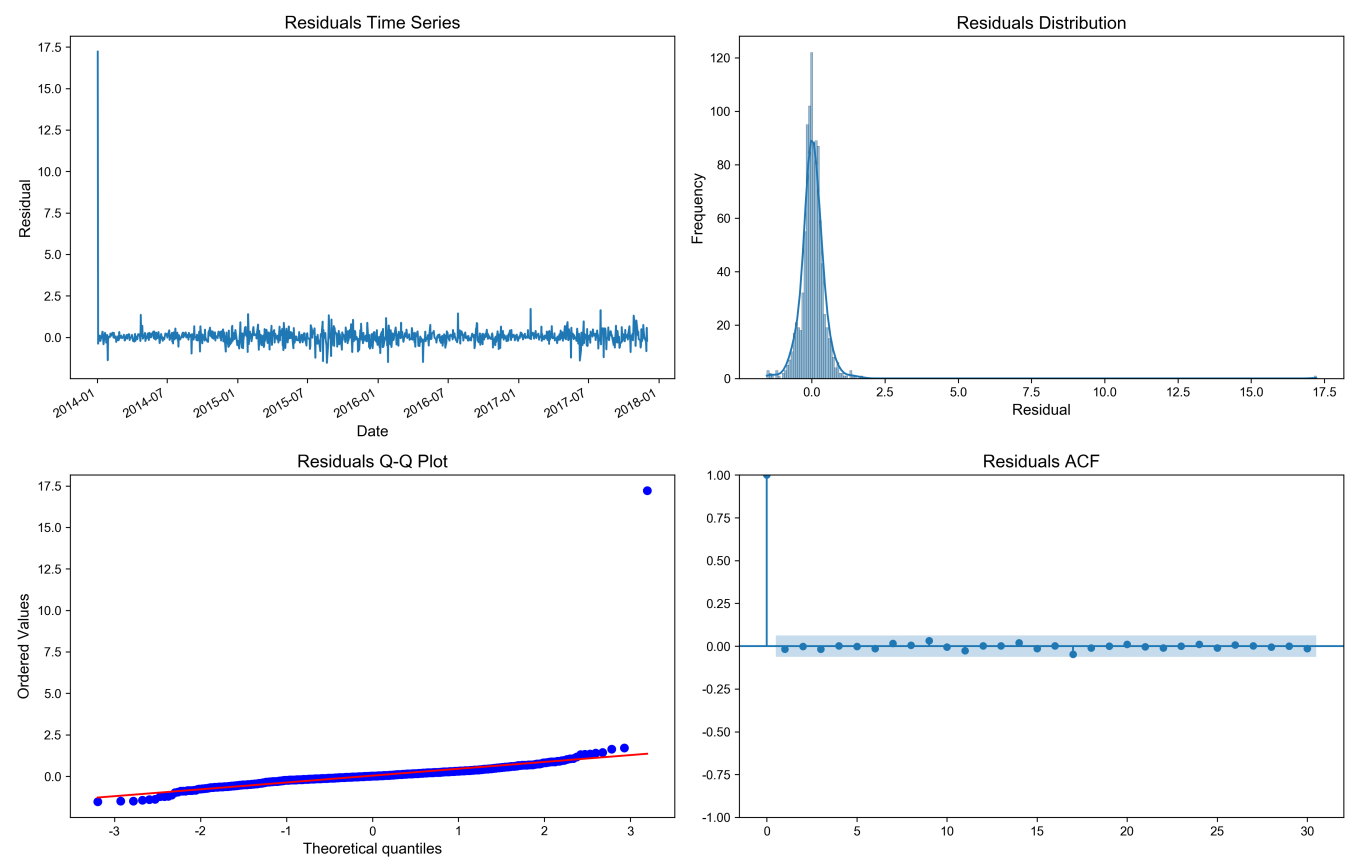 Residuals Time Series
17.5
15.0
12.5
10.0
7.5
5.0
2.5
0.0
Residual
2014-01 2014-07 2015-01 2015-07 2016-01 2016-07 2017-01 2017-07 2018-01
Date
Residuals Distribution
120
100
80
60
40
20
0
Frequency
0.0 2.5 5.0 7.5 10.0 12.5 15.0 17.5
Residual
Residuals Q-Q Plot
17.5
15.0
12.5
10.0
7.5
5.0
2.5
0.0
Ordered Values
-3 -2 -1 0 1 2 3
Theoretical quantiles
Residuals ACF
1.00
0.75
0.50
0.25
0.00
-0.25
-0.50
-0.75
-1.00
0 5 10 15 20 25 30